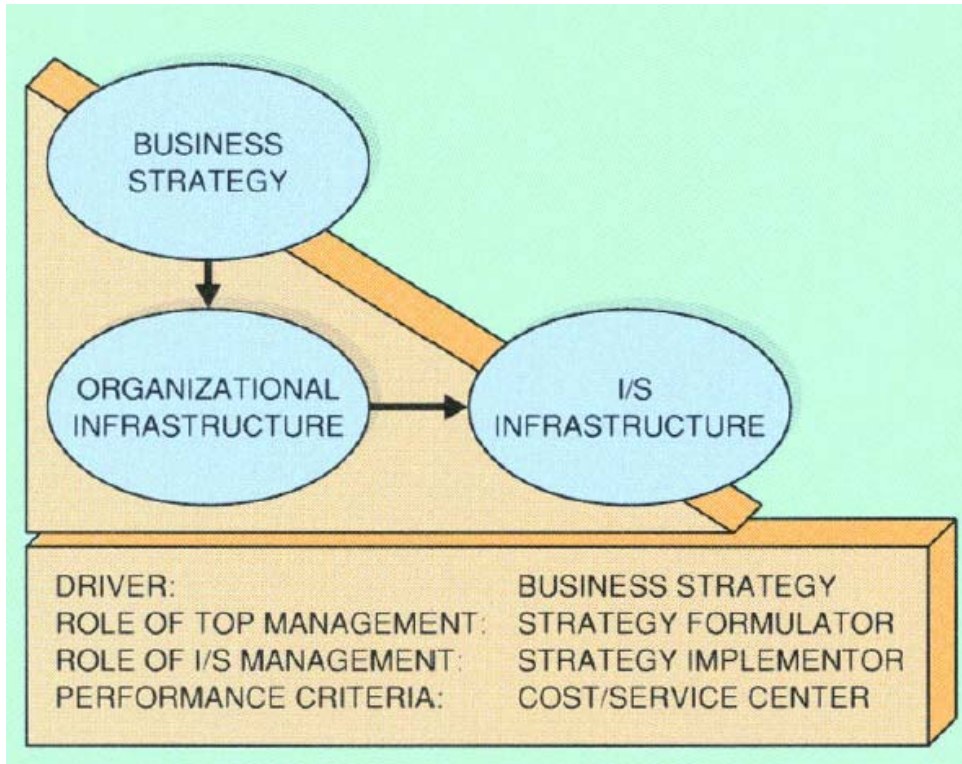 BUSINESS
STRATEGY
ORGANIZATIONAL
INFRASTRUCTURE
I/S
INFRASTRUCTURE
DRIVER: BUSINESS STRATEGY
ROLE OF TOP MANAGEMENT: STRATEGY FORMULATOR
ROLE OF I/S MANAGEMENT: STRATEGY IMPLEMENTOR
PERFORMANCE CRITERIA: COST/SERVICE CENTER